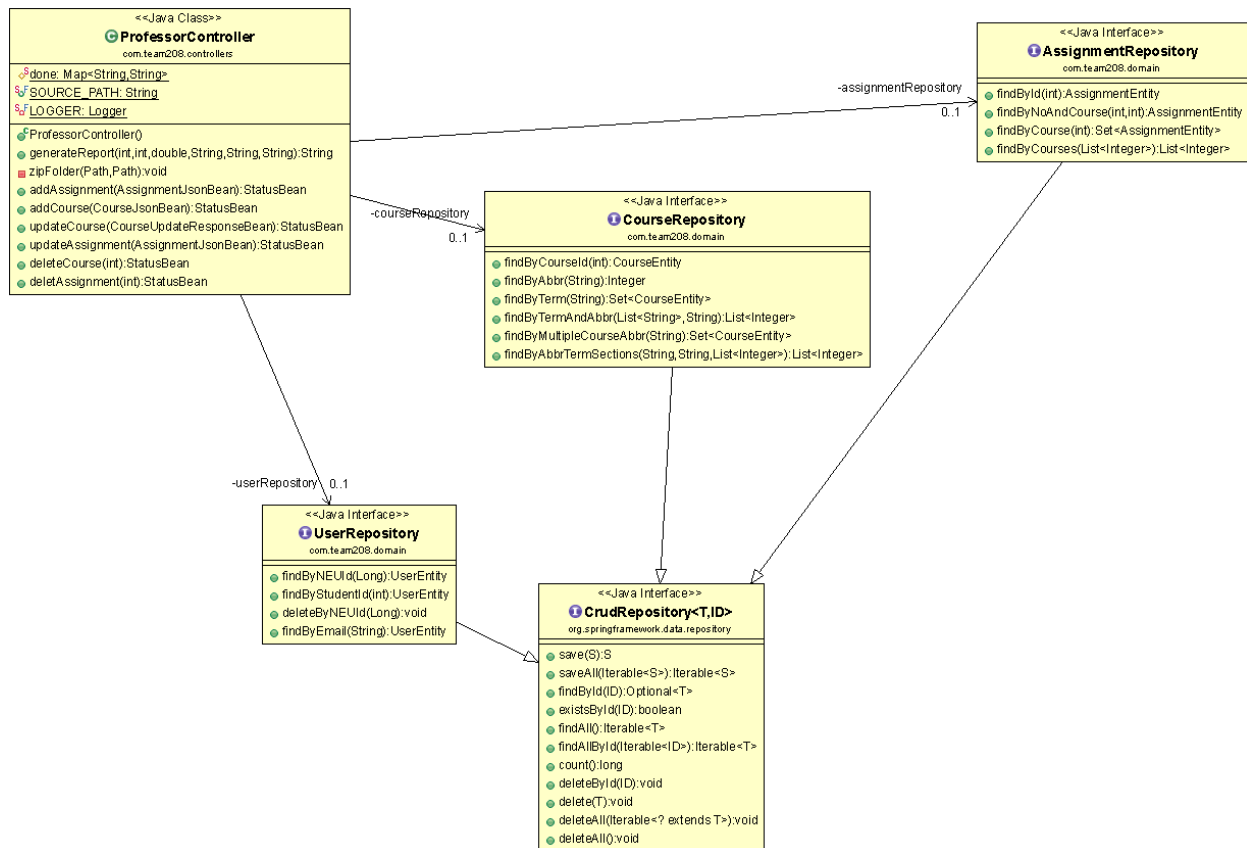 <<Java Class>>
ProfessorController
com.team208.controllers
done: Map<String,String>
SOURCE_PATH: String
LOGGER: Logger
ProfessorController()
generateReport(int,int,double,String,String,String):String
zipFolder(Path,Path):void
addAssignment(AssignmentJsonBean):StatusBean
addCourse(CourseJsonBean):StatusBean
updateCourse(CourseUpdateResponseBean):StatusBean
updateAssignment(AssignmentJsonBean):StatusBean
deleteCourse(int):StatusBean
deletAssignment(int):StatusBean
-assignmentRepository
0..1
<<Java Interface>>
AssignmentRepository
com.team208.domain
findById(int):AssignmentEntity
findByNoAndCourse(int,int):AssignmentEntity
findByCourse(int):Set<AssignmentEntity>
findByCourses(List<Integer>):List<Integer>
-courseRepository
0..1
<<Java Interface>>
CourseRepository
com.team208.domain
findByCourseId(int):CourseEntity
findByAbbr(String):Integer
findByTerm(String):Set<CourseEntity>
findByTermAndAbbr(List<String>,String):List<Integer>
findByMultipleCourseAbbr(String):Set<CourseEntity>
findByAbbrTermSections(String,String,List<Integer>):List<Integer>
-userRepository
0..1
<<Java Interface>>
UserRepository
com.team208.domain
findByNEUId(Long):UserEntity
findByStudentId(int):UserEntity
deleteByNEUId(Long):void
findByEmail(String):UserEntity
<<Java Interface>>
CrudRepository<T,ID>
org.springframework.data.repository
save(S):S
saveAll(Iterable<S>):Iterable<S>
findById(ID):Optional<T>
existsById(ID):boolean
findAll():Iterable<T>
findAllById(Iterable<ID>):Iterable<T>
count():long
deleteById(ID):void
delete(T):void
deleteAll(Iterable<? extends T>):void
deleteAll():void